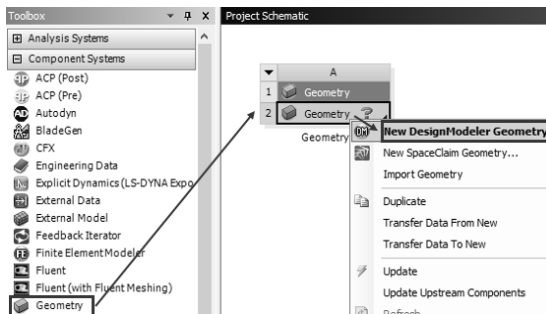 Toolbox
Analysis Systems
Component Systems
ACP (Post)
ACP (Pre)
Autodyn
BladeGen
CFX
Engineering Data
Explicit Dynamics (LS-DYNA Expo
External Data
External Model
Feedback Iterator
Finite Element Modeler
Fluent
Fluent (with Fluent Meshing)
Geometry
Project Schematic
A
1 Geometry
2 Geometry ?
Geometry
DM New DesignModeler Geometry
New SpaceClaim Geometry...
Import Geometry
Duplicate
Transfer Data From New
Transfer Data To New
Update
Update Upstream Components
Refresh